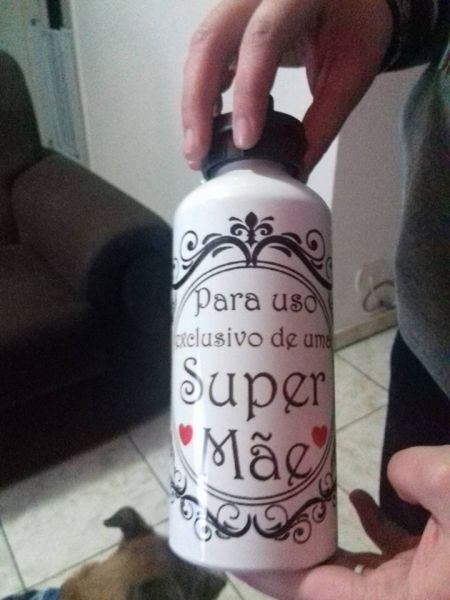 Para uso
exclusivo de uma
Super
Mãe